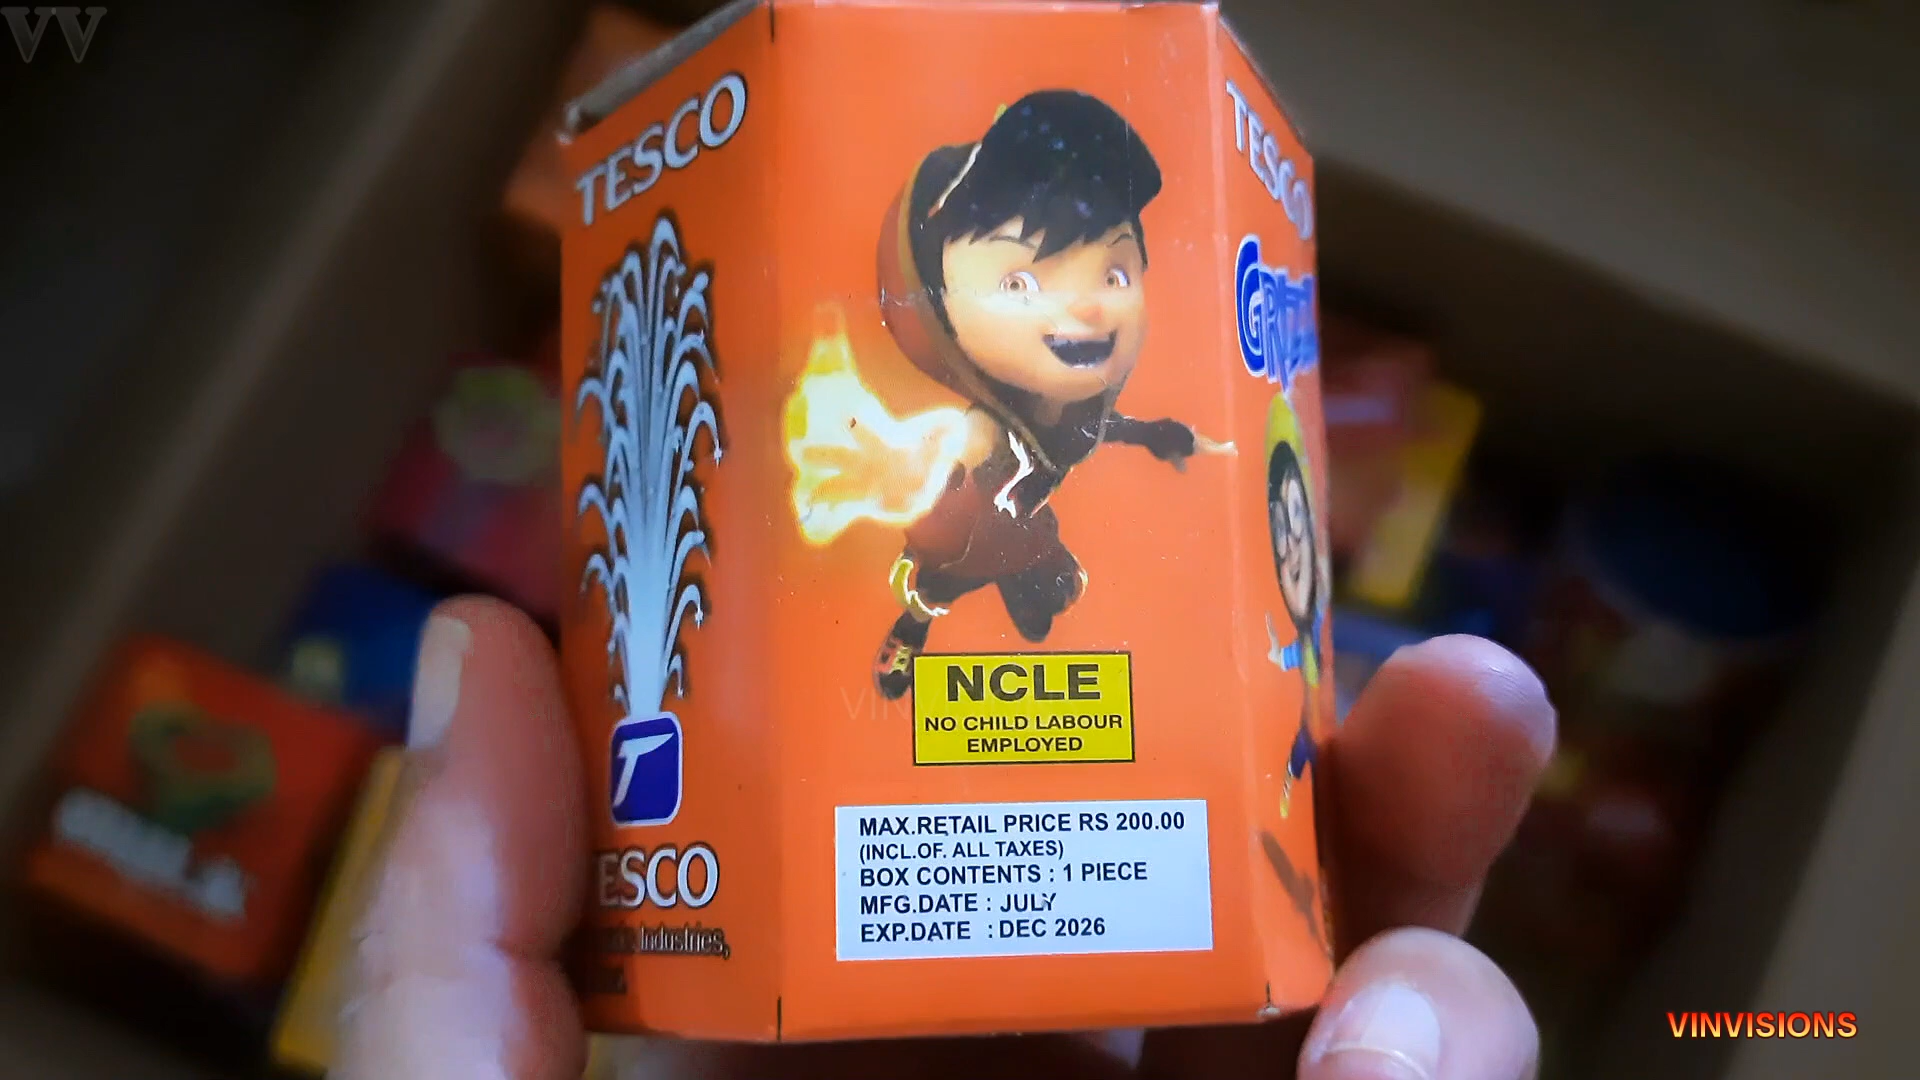 VV
TESCO
TESCO
NCLE
NO CHILD LABOUR
EMPLOYED
T
TESCO
Industries,
MAX.RETAIL PRICE RS 200.00
(INCL.OF. ALL TAXES)
BOX CONTENTS : 1 PIECE
MFG.DATE : JULY
EXP.DATE : DEC 2026
VINVISIONS